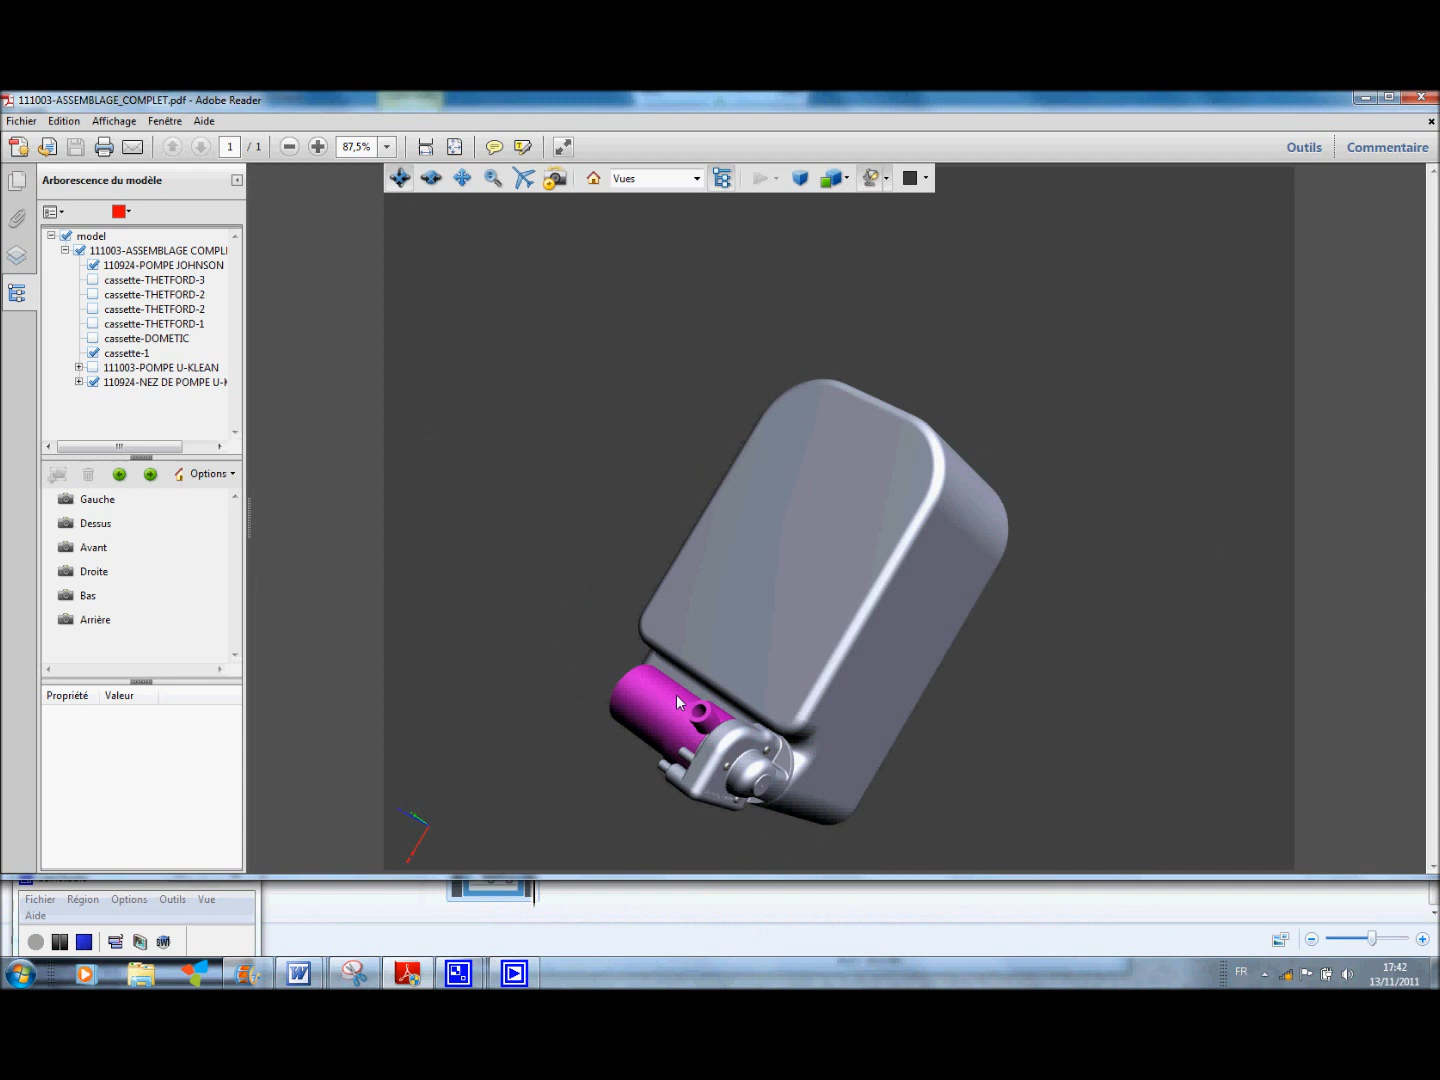 111003-ASSEMBLAGE_COMPLET.pdf - Adobe Reader
Fichier Edition Affichage Fenêtre Aide
1 / 1 87,5% Outils Commentaire
Arborescence du modèle
Vues
model
111003-ASSEMBLAGE COMPL
110924-POMPE JOHNSON
cassette-THETFORD-3
cassette-THETFORD-2
cassette-THETFORD-2
cassette-THETFORD-1
cassette-DOMETIC
cassette-1
111003-POMPE U-KLEAN
110924-NEZ DE POMPE U-K
Options
Gauche
Dessus
Avant
Droite
Bas
Arrière
Propriété Valeur
Fichier Région Options Outils Vue
Aide
SWF
FR
17:42
13/11/2011